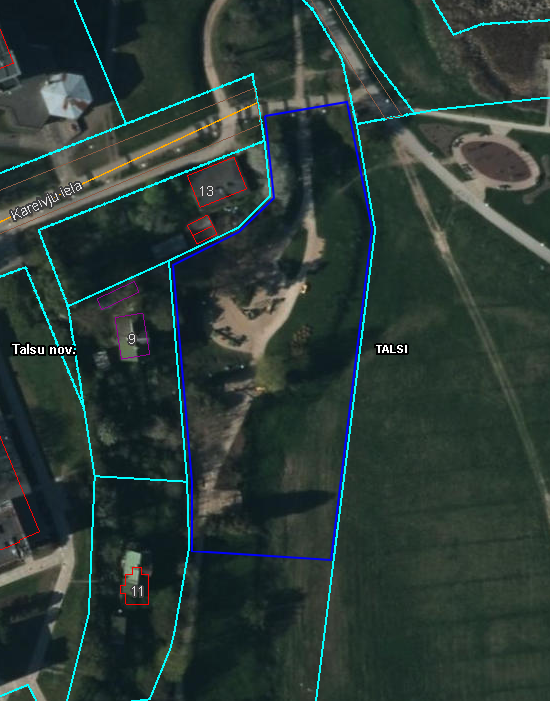 13
Kareivju iela
9
Talsu nov.
TALSI
11